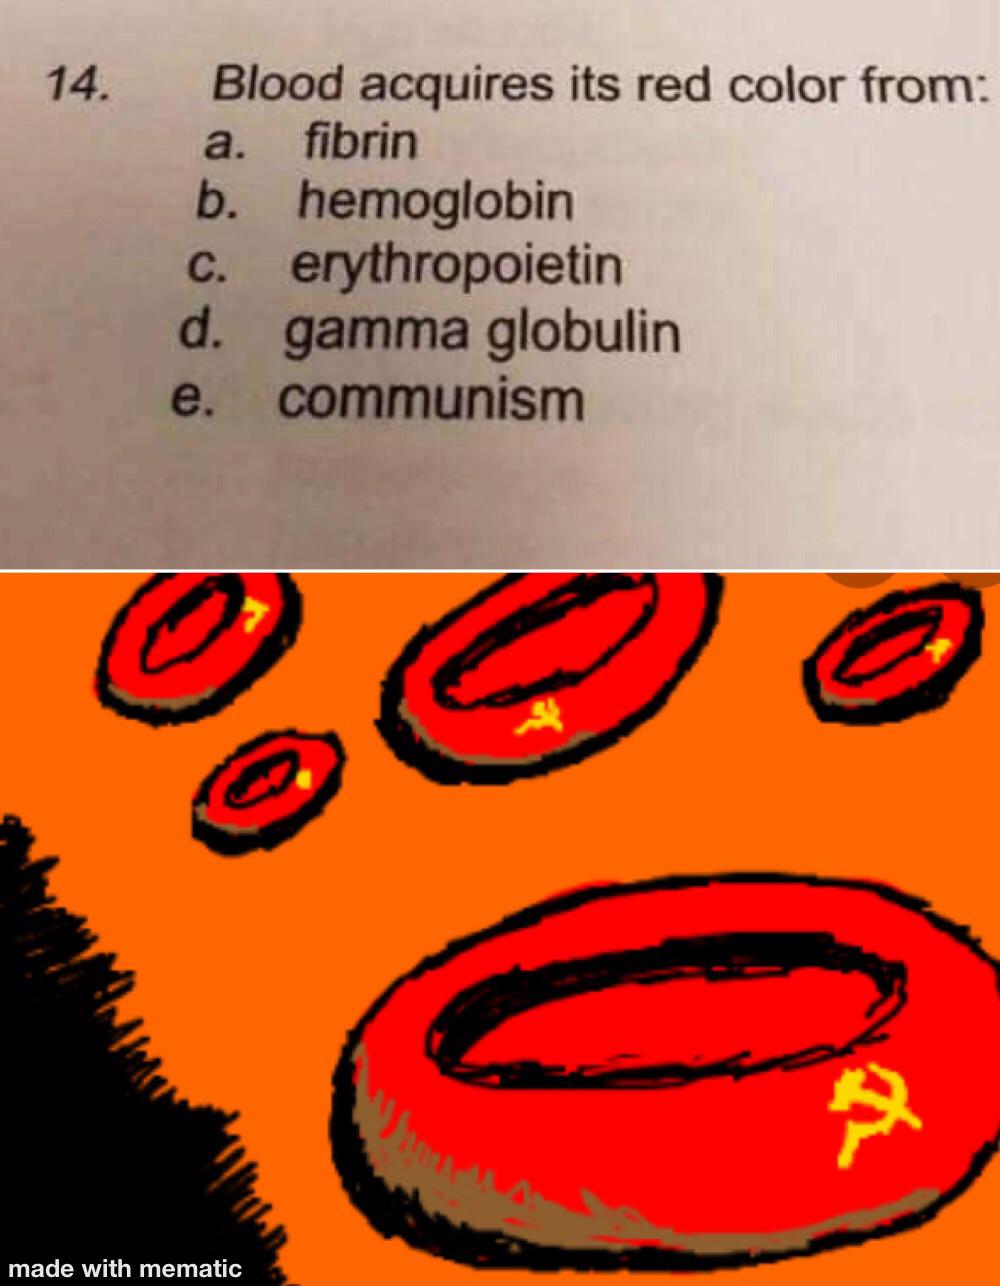 14. Blood acquires its red color from:
a. fibrin
b. hemoglobin
c. erythropoietin
d. gamma globulin
e. communism
made with mematic